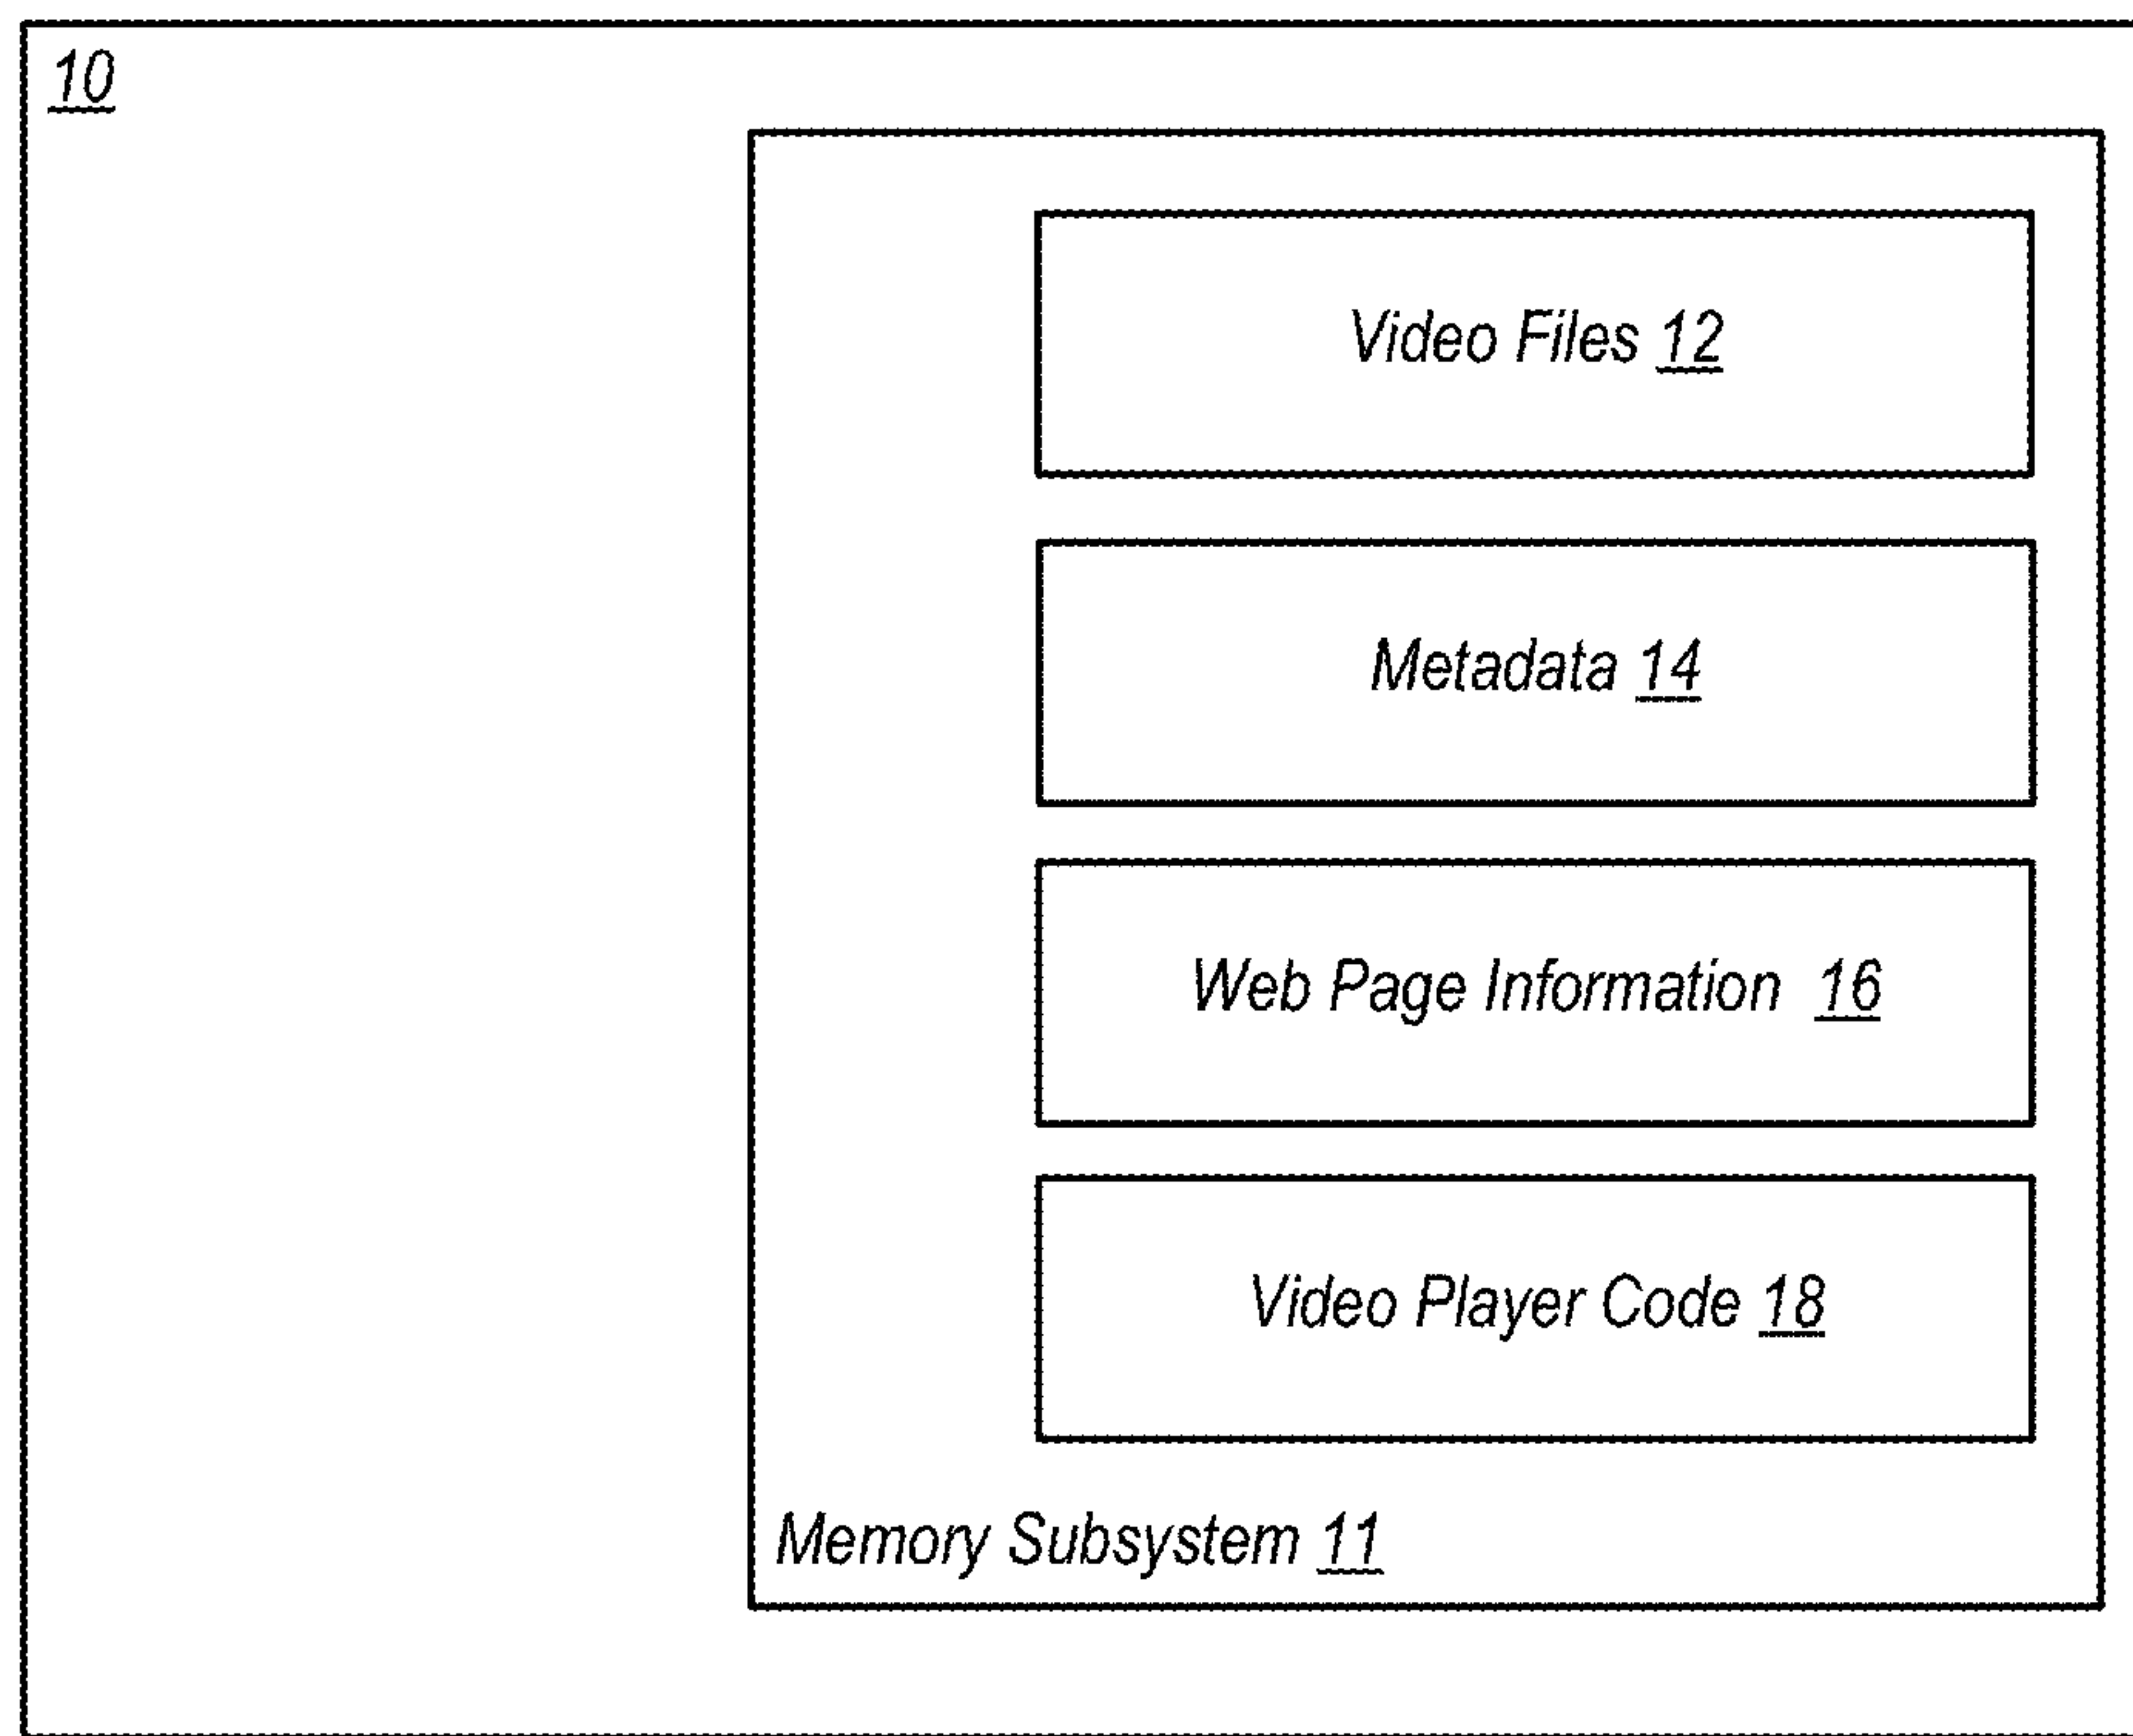 10
Video Files 12
Metadata 14
Web Page Information 16
Video Player Code 18
Memory Subsystem 11